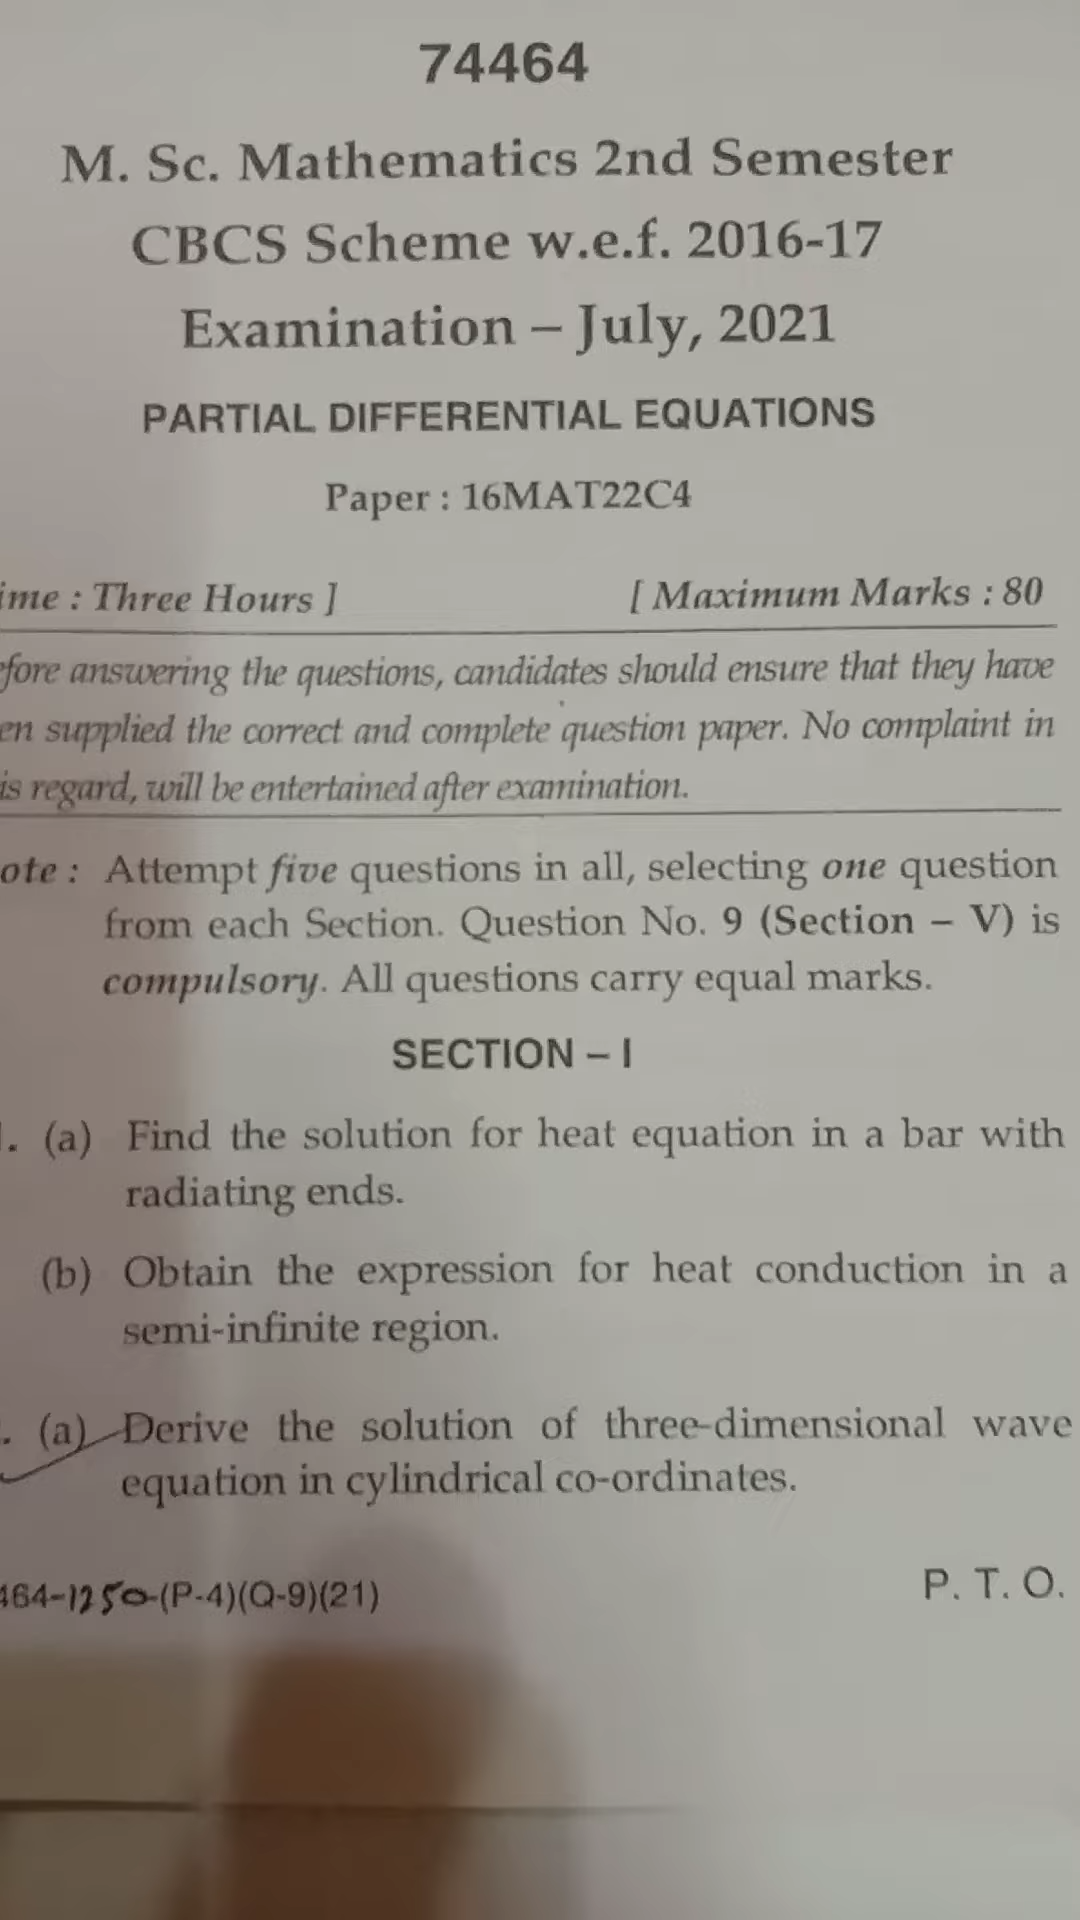 74464
M. Sc. Mathematics 2nd Semester
CBCS Scheme w.e.f. 2016-17
Examination – July, 2021
PARTIAL DIFFERENTIAL EQUATIONS
Paper : 16MAT22C4
ime : Three Hours ] [ Maximum Marks : 80
efore answering the questions, candidates should ensure that they have
en supplied the correct and complete question paper. No complaint in
is regard, will be entertained after examination.
ote : Attempt five questions in all, selecting one question
from each Section. Question No. 9 (Section – V) is
compulsory. All questions carry equal marks.
SECTION – I
. (a) Find the solution for heat equation in a bar with
radiating ends.
(b) Obtain the expression for heat conduction in a
semi-infinite region.
. (a) Derive the solution of three-dimensional wave
equation in cylindrical co-ordinates.
464-1250-(P-4)(Q-9)(21) P. T. O.